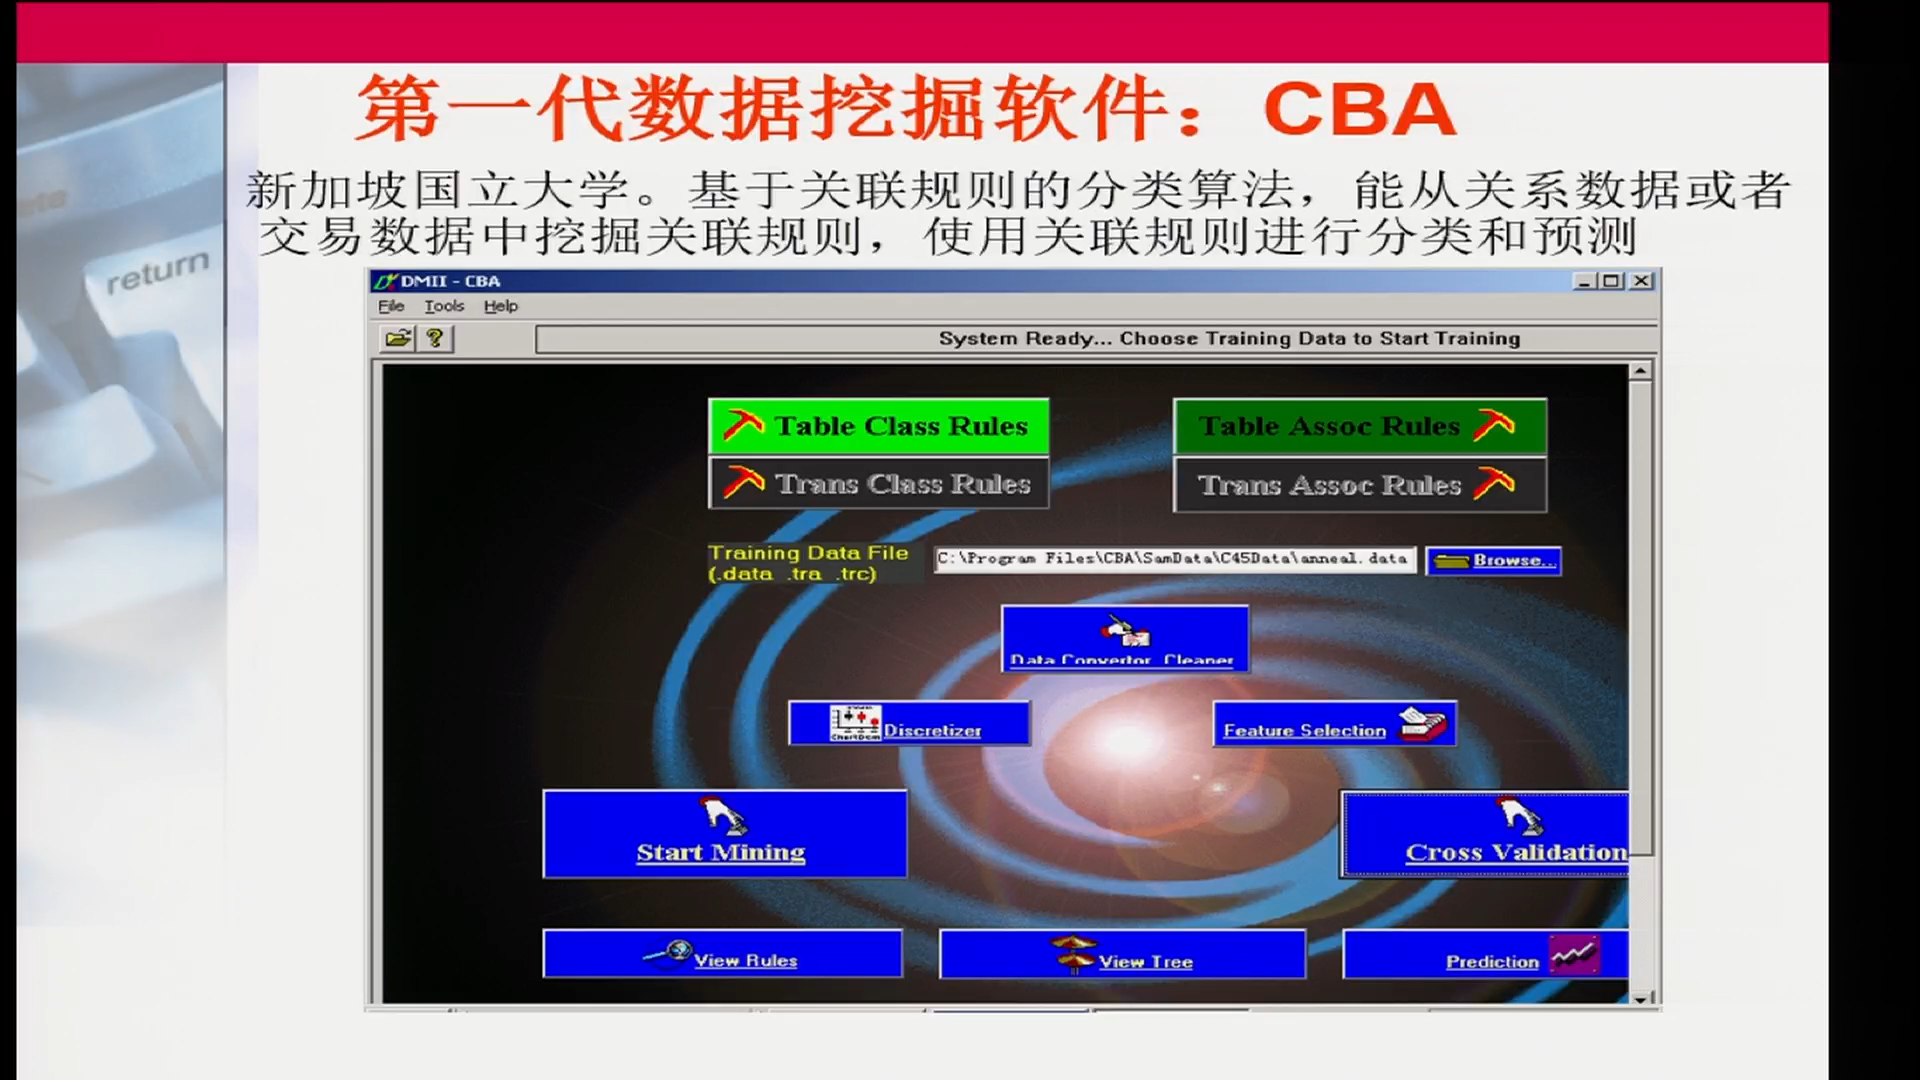 第一代数据挖掘软件：CBA
新加坡国立大学。基于关联规则的分类算法，能从关系数据或者
交易数据中挖掘关联规则，使用关联规则进行分类和预测
return
DMII - CBA
File Tools Help
System Ready... Choose Training Data to Start Training
Table Class Rules
Table Assoc Rules
Trans Class Rules
Trans Assoc Rules
Training Data File
(.data .tra .trc)
C:\Program Files\CBA\SamData\C45Data\anneal.data
Browse...
Data Convertor, Cleaner
Discretizer
Feature Selection
Start Mining
Cross Validation
View Rules
View Tree
Prediction